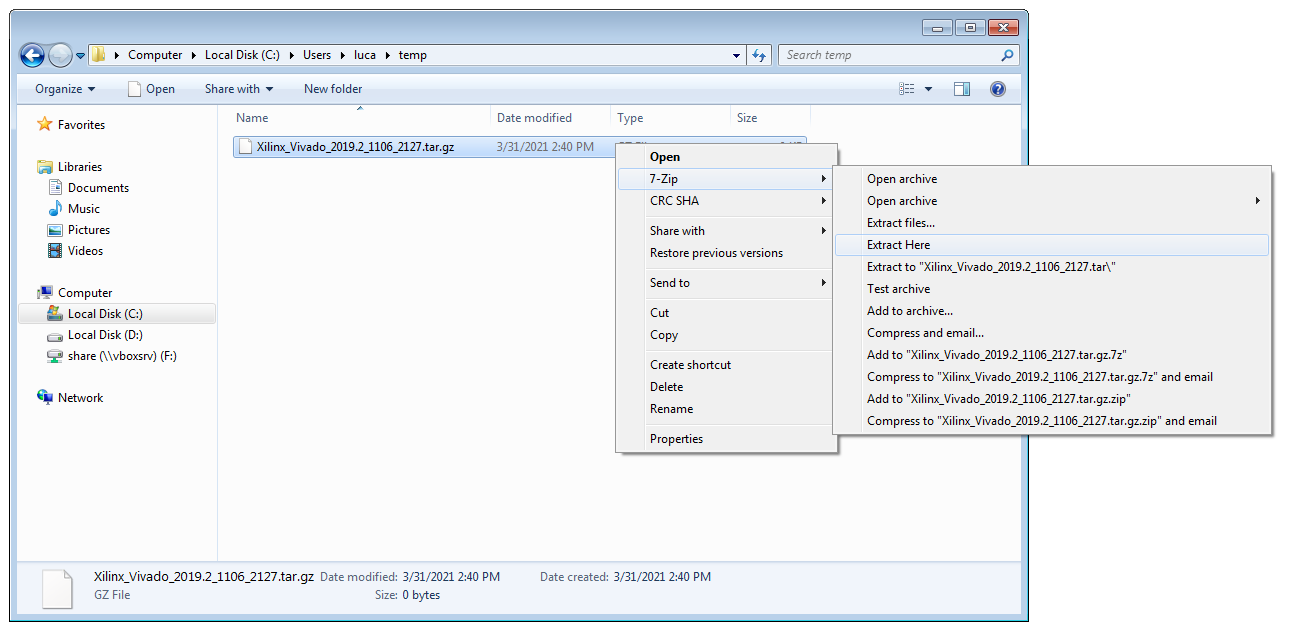 Computer Local Disk (C:) Users luca temp
Search temp
Organize Open Share with New folder
Name Date modified Type Size
Favorites
Libraries
Documents
Music
Pictures
Videos
Computer
Local Disk (C:)
Local Disk (D:)
share (\\vboxsrv) (F:)
Network
Xilinx_Vivado_2019.2_1106_2127.tar.gz 3/31/2021 2:40 PM
Open
7-Zip
CRC SHA
Share with
Restore previous versions
Send to
Cut
Copy
Create shortcut
Delete
Rename
Properties
Open archive
Open archive
Extract files...
Extract Here
Extract to "Xilinx_Vivado_2019.2_1106_2127.tar\"
Test archive
Add to archive...
Compress and email...
Add to "Xilinx_Vivado_2019.2_1106_2127.tar.gz.7z"
Compress to "Xilinx_Vivado_2019.2_1106_2127.tar.gz.7z" and email
Add to "Xilinx_Vivado_2019.2_1106_2127.tar.gz.zip"
Compress to "Xilinx_Vivado_2019.2_1106_2127.tar.gz.zip" and email
Xilinx_Vivado_2019.2_1106_2127.tar.gz Date modified: 3/31/2021 2:40 PM Date created: 3/31/2021 2:40 PM
GZ File Size: 0 bytes